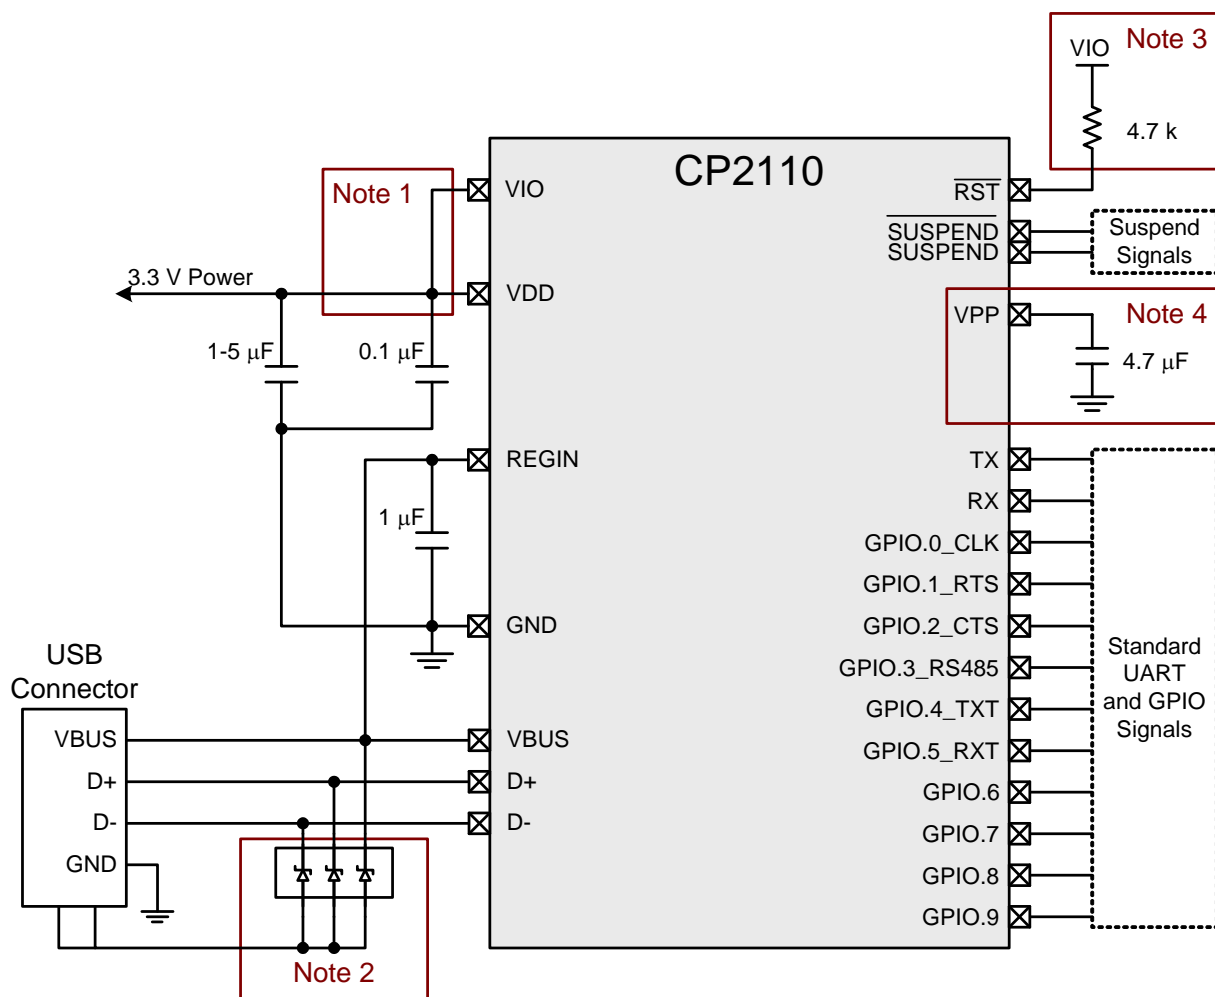 Note 3
VIO
4.7 k
CP2110
Note 1
VIO
RST
SUSPEND
SUSPEND
Suspend
Signals
3.3 V Power
VDD
VPP
Note 4
1-5 μF
0.1 μF
4.7 μF
REGIN
TX
RX
1 μF
GPIO.0_CLK
GPIO.1_RTS
GND
GPIO.2_CTS
USB
Connector
GPIO.3_RS485
Standard
UART
and GPIO
Signals
GPIO.4_TXT
VBUS
VBUS
GPIO.5_RXT
D+
D+
GPIO.6
D-
D-
GPIO.7
GND
GPIO.8
GPIO.9
Note 2